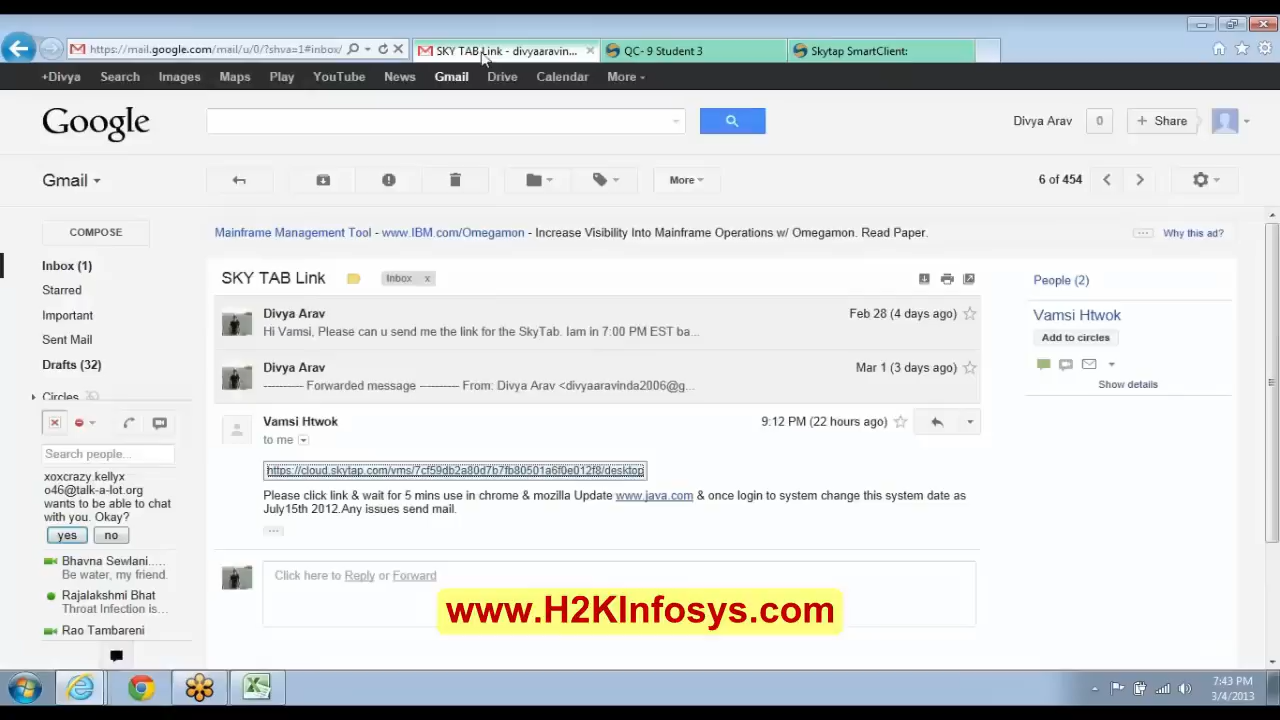 https://mail.google.com/mail/u/0/?shva=1#inbox/
SKY TAB Link - divyaaravin...
QC- 9 Student 3
Skytap SmartClient:
+Divya Search Images Maps Play YouTube News Gmail Drive Calendar More
Google
Divya Arav
0
+ Share
Gmail
More
6 of 454
COMPOSE
Mainframe Management Tool - www.IBM.com/Omegamon - Increase Visibility Into Mainframe Operations w/ Omegamon. Read Paper.
Why this ad?
Inbox (1)
Starred
Important
Sent Mail
Drafts (32)
Circles
SKY TAB Link
Inbox x
People (2)
Vamsi Htwok
Add to circles
Show details
Divya Arav
Feb 28 (4 days ago)
Hi Vamsi, Please can u send me the link for the SkyTab. Iam in 7:00 PM EST ba...
Divya Arav
Mar 1 (3 days ago)
---------- Forwarded message ---------- From: Divya Arav <divyaaravinda2006@g...
Vamsi Htwok
9:12 PM (22 hours ago)
to me
https://cloud.skytap.com/vms/7cf59db2a80d7b7fb80501a6f0e012f8/desktop
Please click link & wait for 5 mins use in chrome & mozilla Update www.java.com & once login to system change this system date as
July15th 2012.Any issues send mail.
Click here to Reply or Forward
Search people...
xoxcrazy.kellyx
o46@talk-a-lot.org
wants to be able to chat
with you. Okay?
yes no
Bhavna Sewlani.....
Be water, my friend.
Rajalakshmi Bhat
Throat Infection is...
Rao Tambareni
www.H2KInfosys.com
7:43 PM
3/4/2013